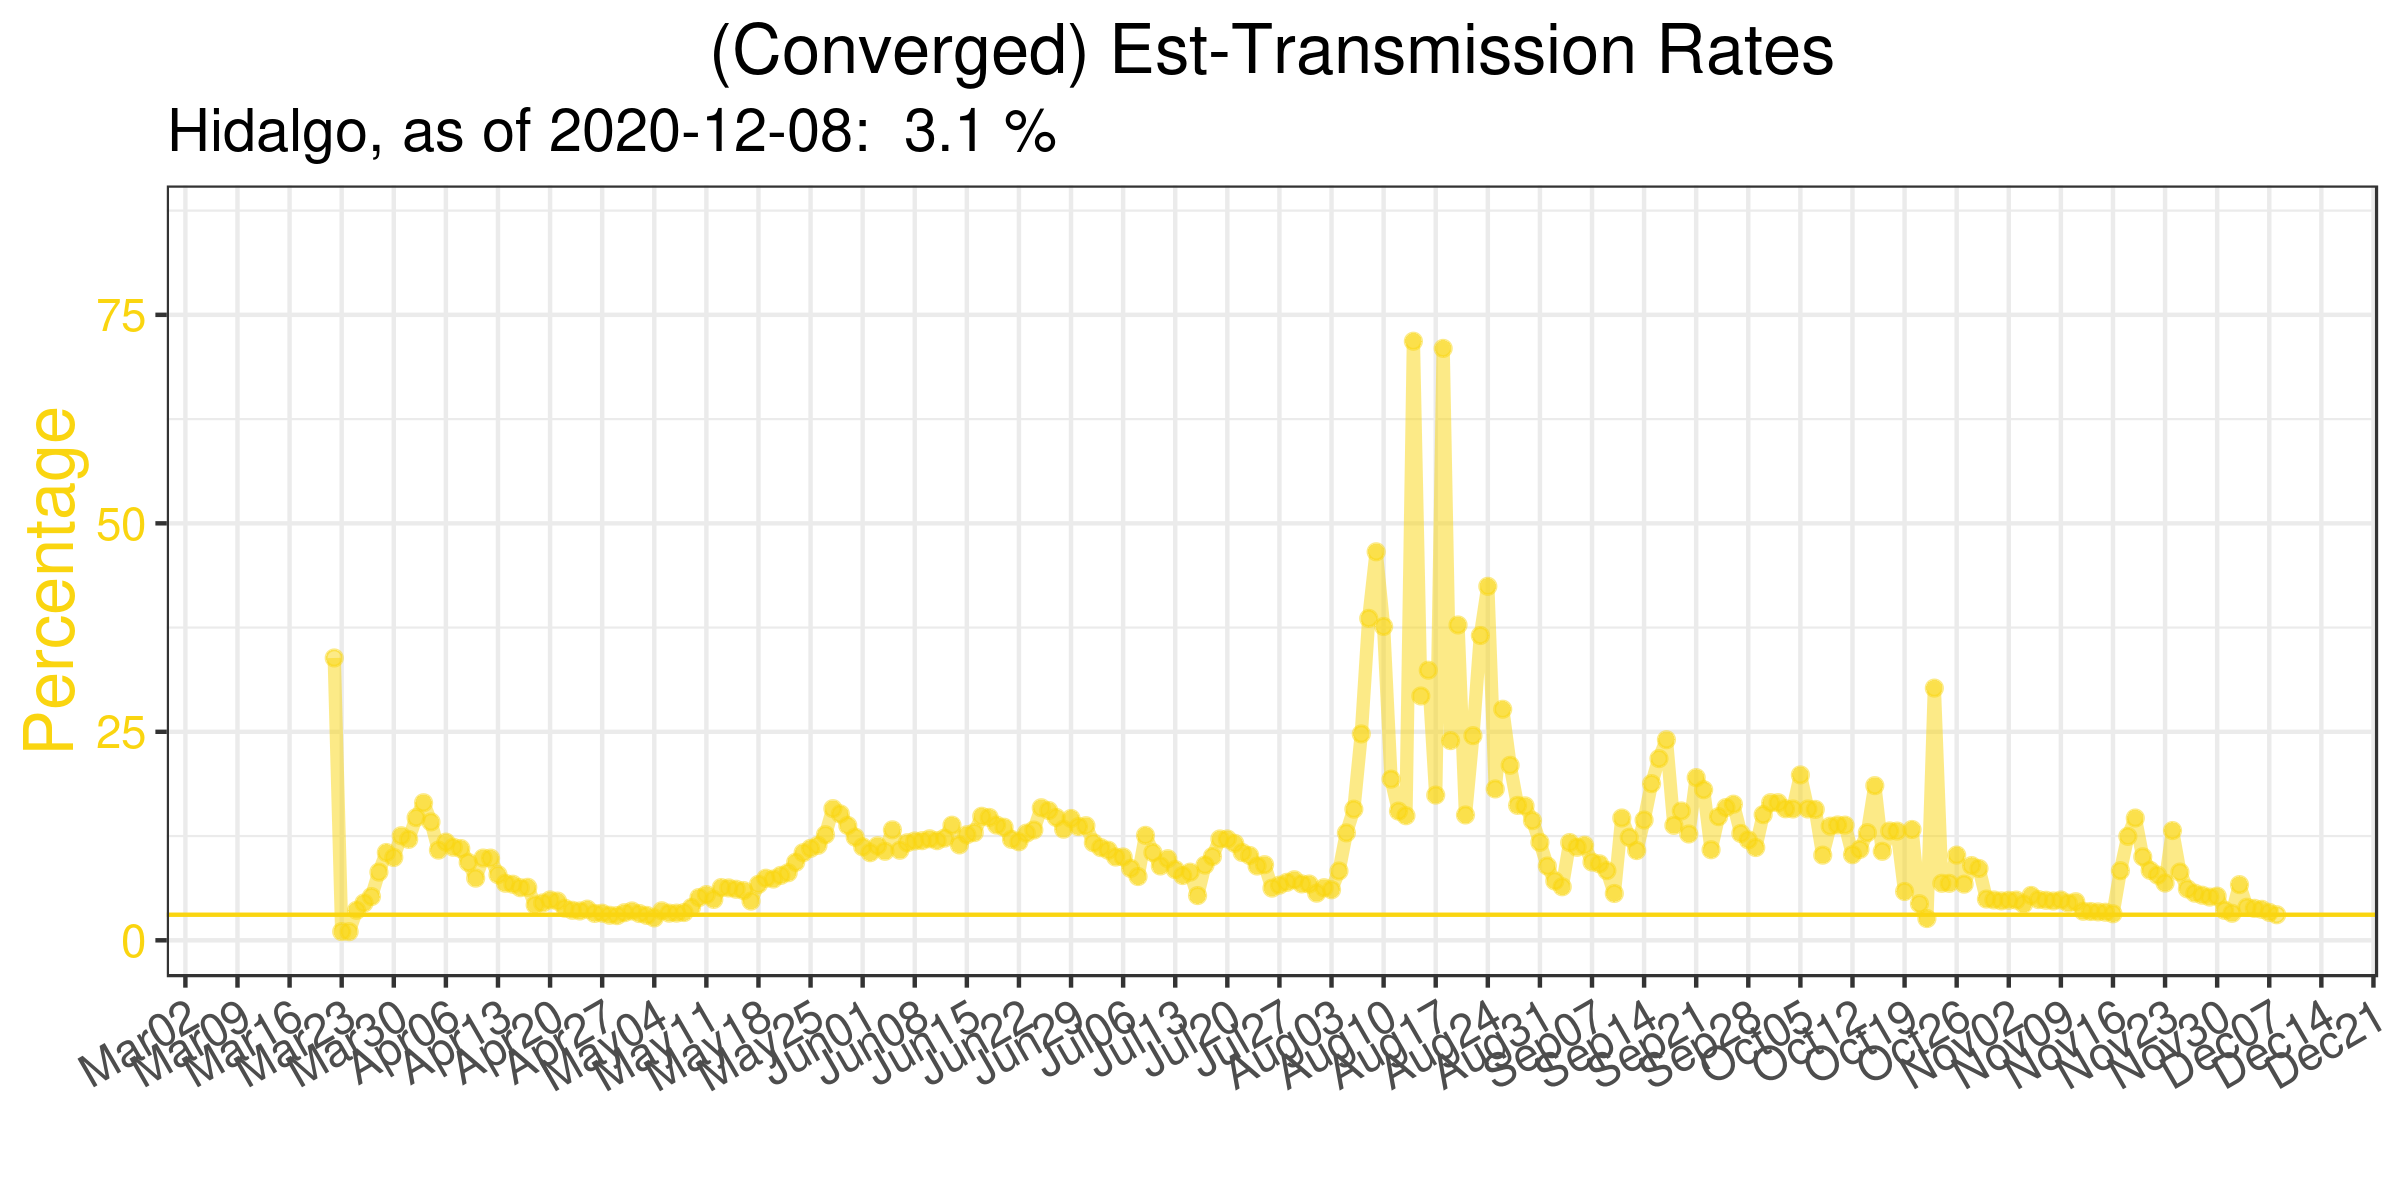 (Converged) Est-Transmission Rates
Hidalgo, as of 2020-12-08:  3.1 %
Percentage
75
50
25
0
Mar02
Mar09
Mar16
Mar23
Mar30
Apr06
Apr13
Apr20
Apr27
May04
May11
May18
May25
Jun01
Jun08
Jun15
Jun22
Jun29
Jul06
Jul13
Jul20
Jul27
Aug03
Aug10
Aug17
Aug24
Aug31
Sep07
Sep14
Sep21
Sep28
Oct05
Oct12
Oct19
Oct26
Nov02
Nov09
Nov16
Nov23
Nov30
Dec07
Dec14
Dec21